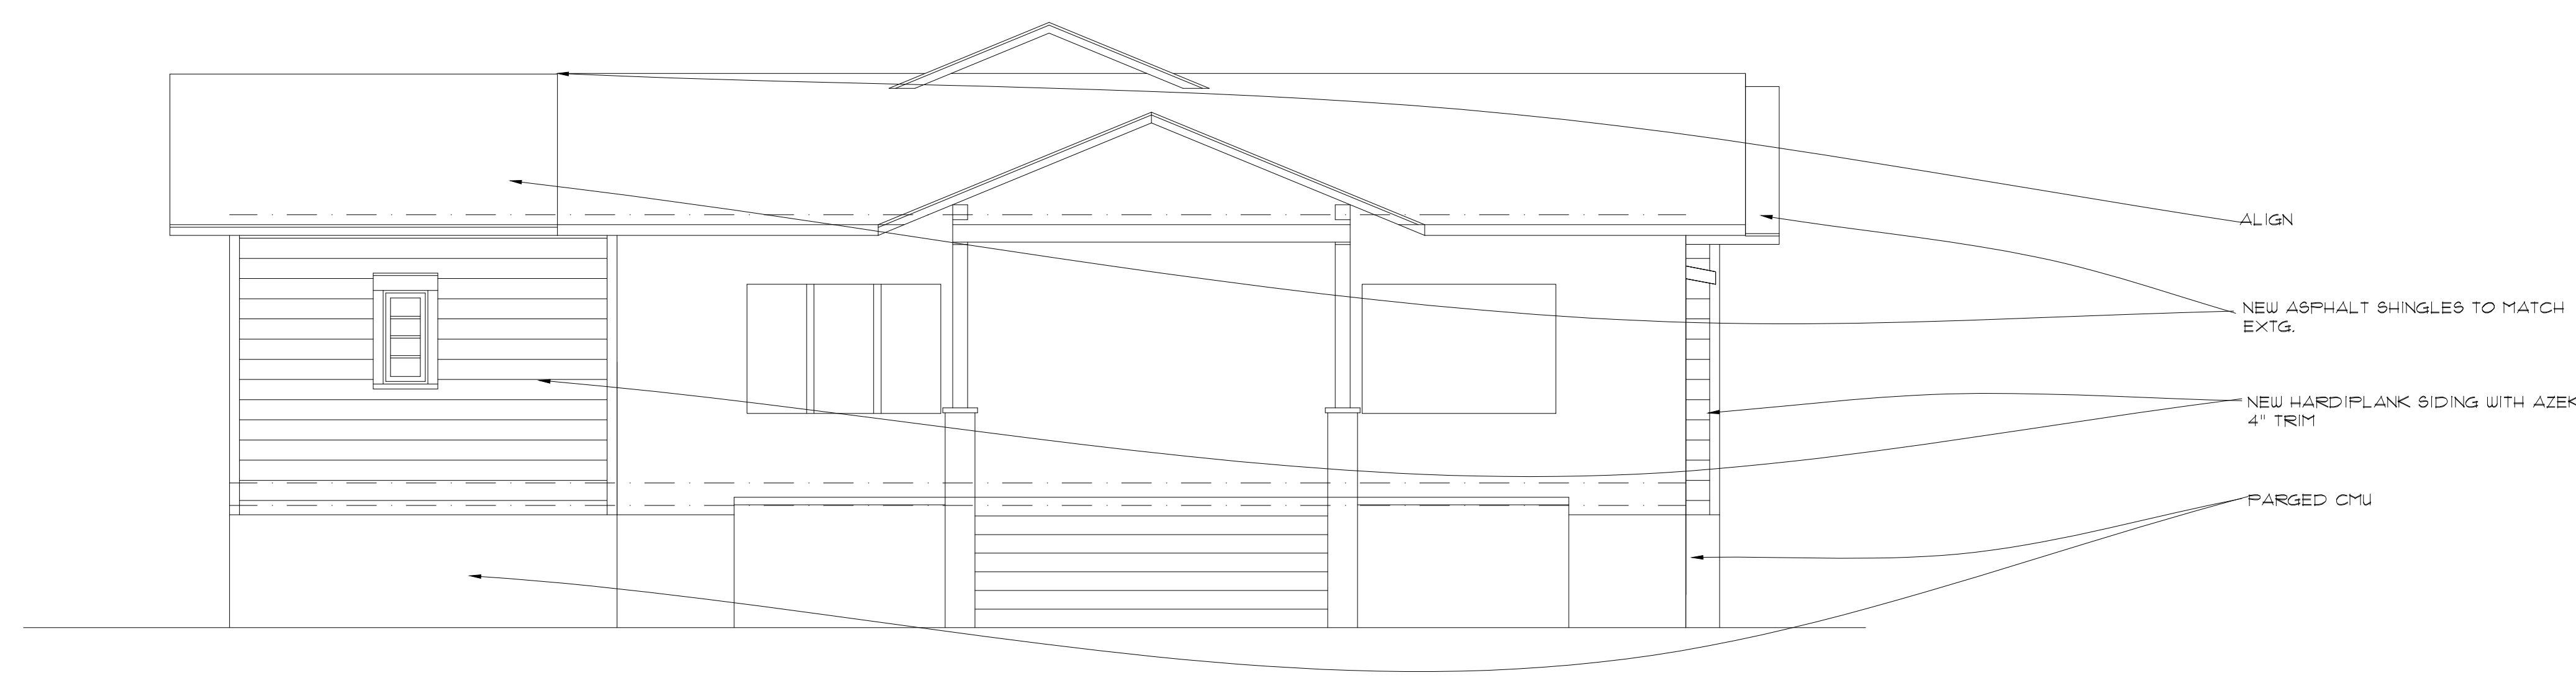 ALIGN
NEW ASPHALT SHINGLES TO MATCH
EXTG.
NEW HARDIPLANK SIDING WITH AZEK
4" TRIM
PARGED CMU